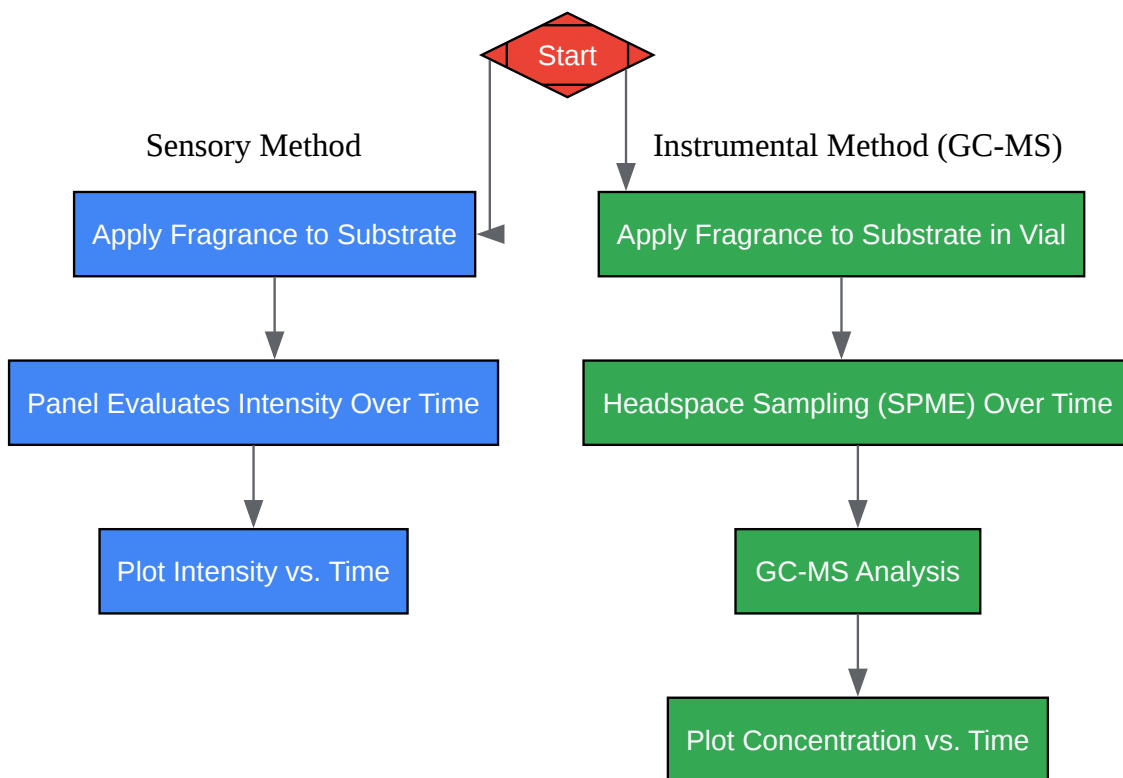 Start
Sensory Method
Instrumental Method (GC-MS)
Apply Fragrance to Substrate
Apply Fragrance to Substrate in Vial
Panel Evaluates Intensity Over Time
Headspace Sampling (SPME) Over Time
Plot Intensity vs. Time
GC-MS Analysis
Plot Concentration vs. Time